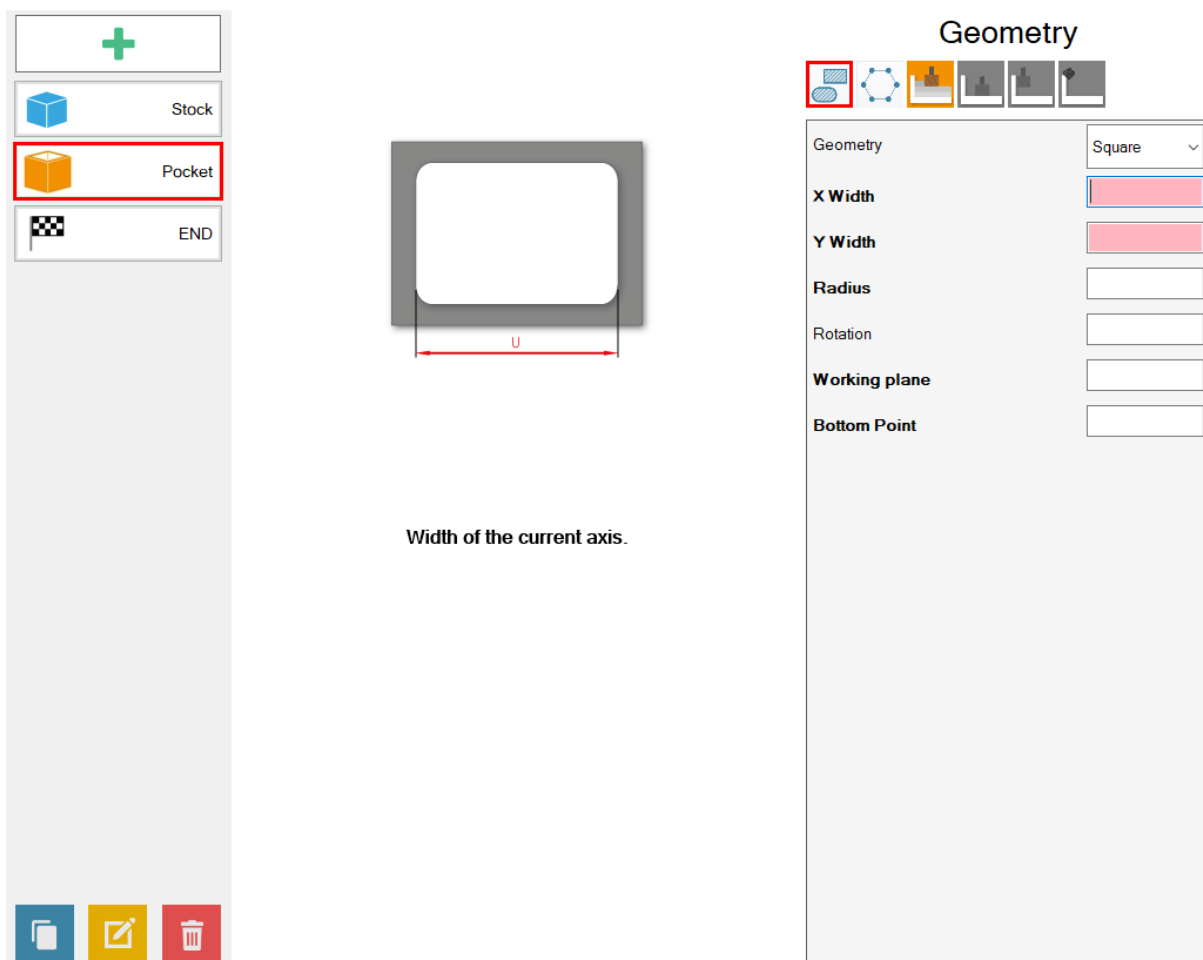 Stock
Pocket
END
U
Width of the current axis.
Geometry
Geometry Square
X Width
Y Width
Radius
Rotation
Working plane
Bottom Point